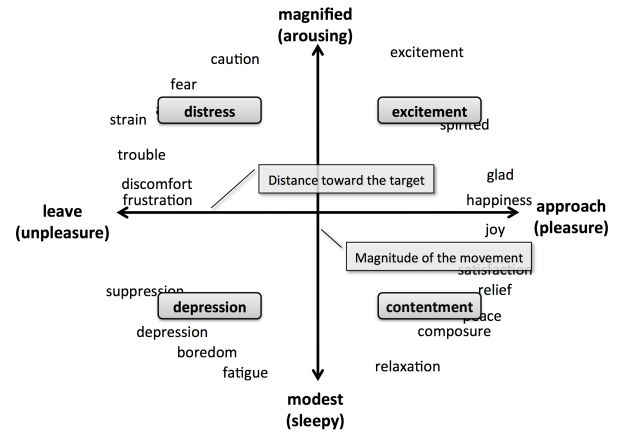 magnified
(arousing)
caution
excitement
fear
distress
excitement
strain
spirited
trouble
Distance toward the target
glad
discomfort
frustration
happiness
leave
(unpleasure)
approach
(pleasure)
joy
Magnitude of the movement
satisfaction
suppression
relief
depression
contentment
peace
depression
composure
boredom
fatigue
relaxation
modest
(sleepy)